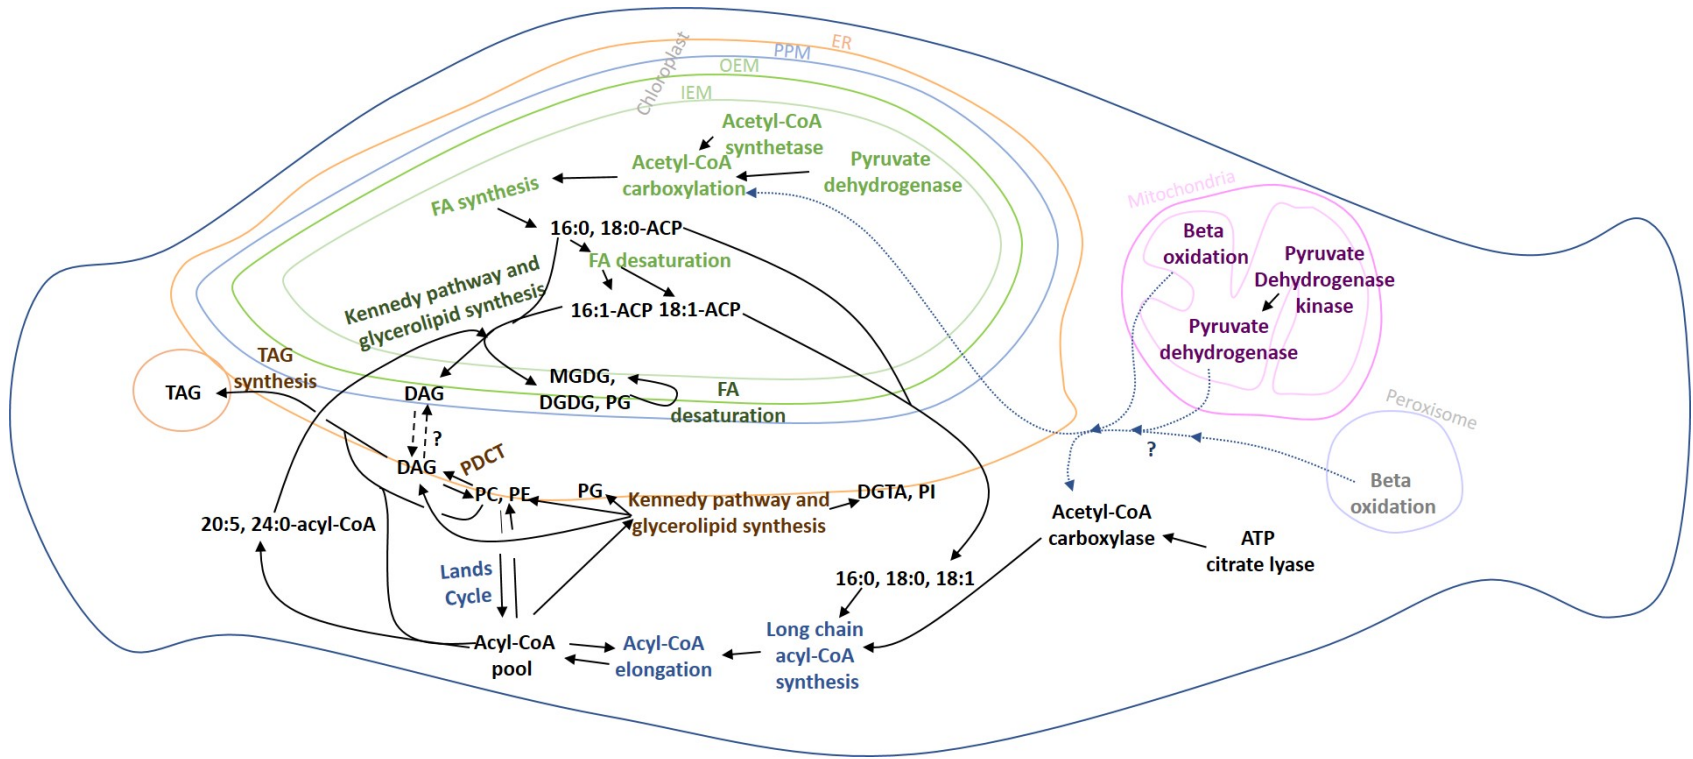 ER
PPM
OEM
Chloroplast
IEM
Acetyl-CoA
synthetase
Acetyl-CoA
carboxylation
Pyruvate
dehydrogenase
FA synthesis
16:0, 18:0-ACP
FA desaturation
Kennedy pathway and
glycerolipid synthesis
16:1-ACP 18:1-ACP
Mitochondria
Beta
oxidation
Pyruvate
Dehydrogenase
kinase
Pyruvate
dehydrogenase
TAG
synthesis
TAG
DAG
MGDG,
DGDG, PG
FA
desaturation
Peroxisome
?
?
DAG
PDCT
PC, PE
PG
Kennedy pathway and
glycerolipid synthesis
DGTA, PI
Beta
oxidation
20:5, 24:0-acyl-CoA
Acetyl-CoA
carboxylase
ATP
citrate lyase
Lands
Cycle
16:0, 18:0, 18:1
Acyl-CoA
pool
Acyl-CoA
elongation
Long chain
acyl-CoA
synthesis